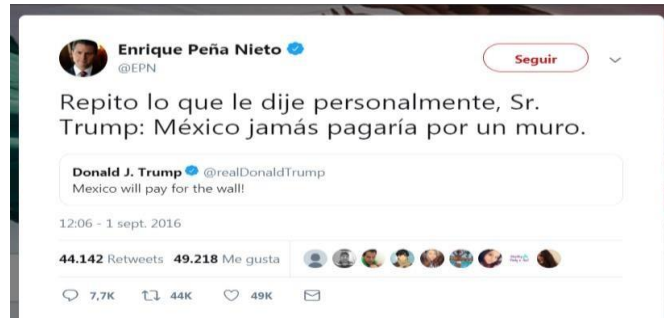 Enrique Peña Nieto
Seguir
@EPN
Repito lo que le dije personalmente, Sr.
Trump: México jamás pagaría por un muro.
Donald J. Trump @realDonaldTrump
Mexico will pay for the wall!
12:06 - 1 sept. 2016
44.142 Retweets 49.218 Me gusta
7,7K 44K 49K